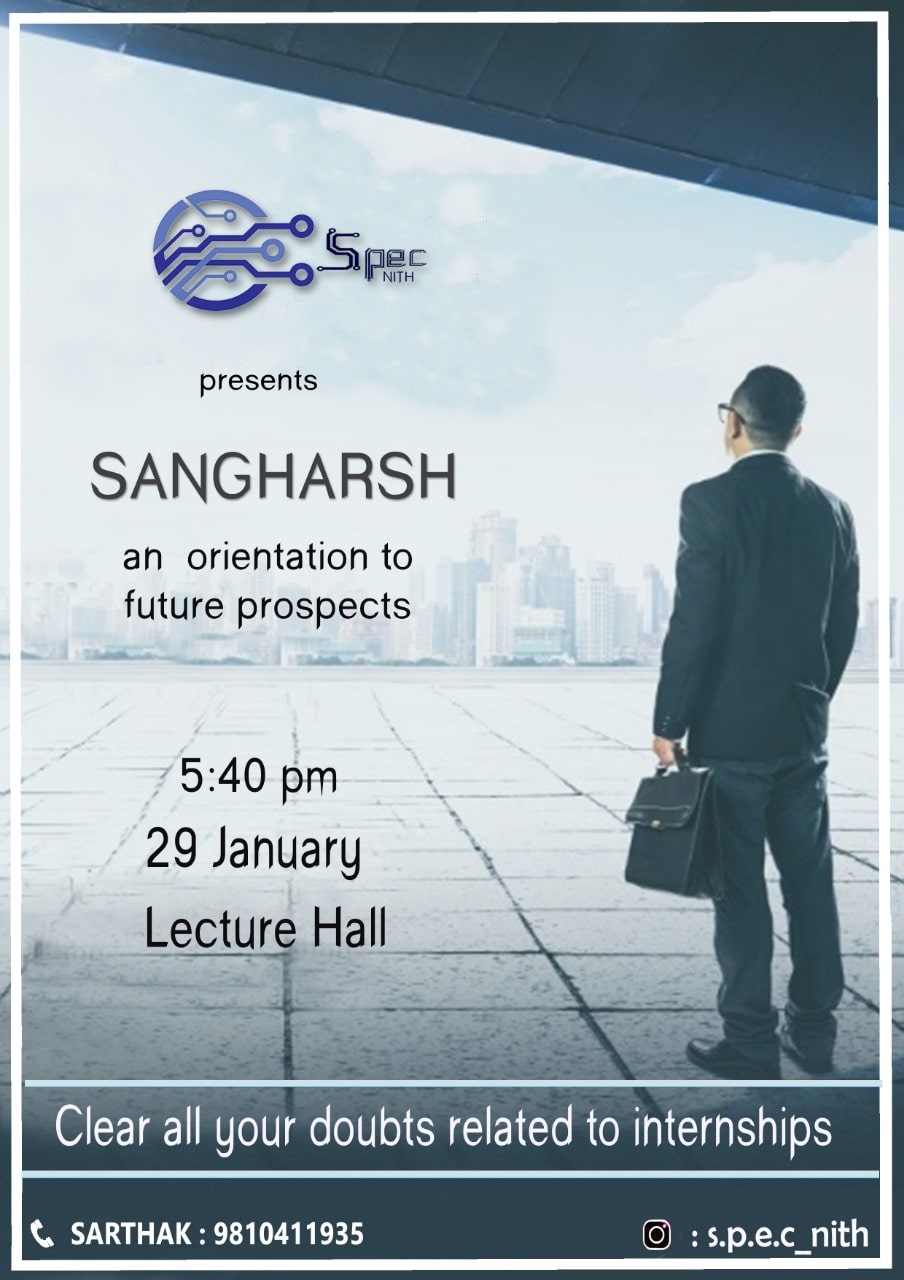 Spec
NITH
presents
SANGHARSH
an orientation to
future prospects
5:40 pm
29 January
Lecture Hall
Clear all your doubts related to internships
SARTHAK : 9810411935
: s.p.e.c_nith